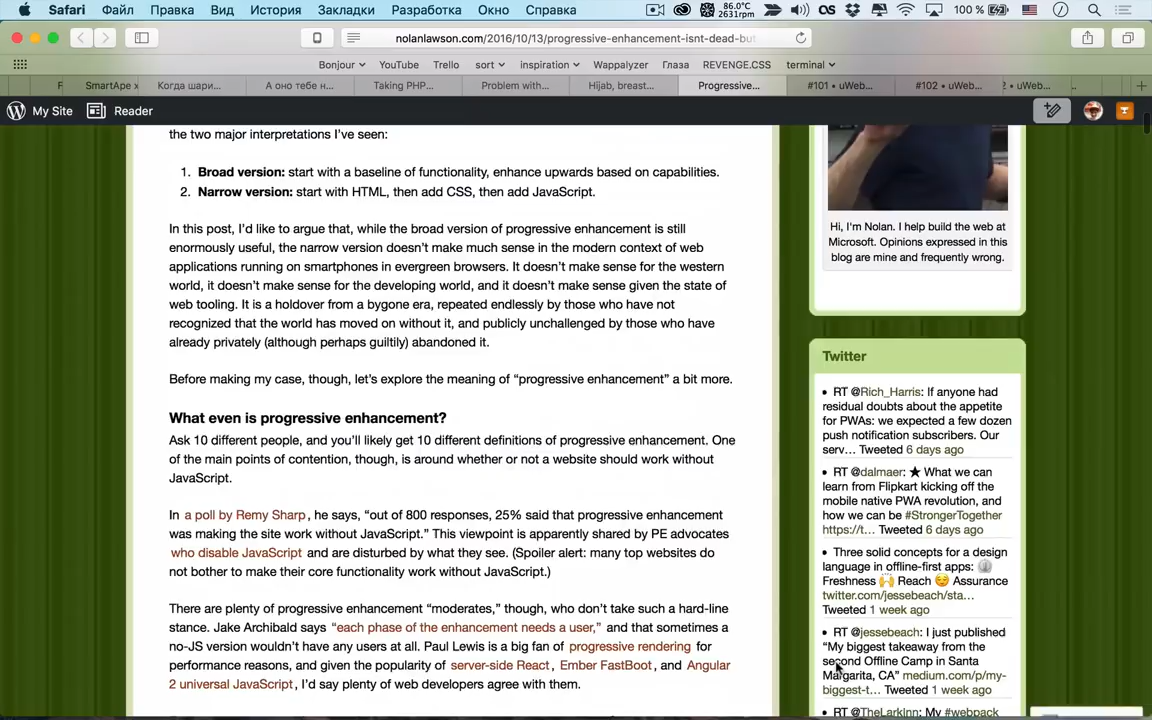 Safari Файл Правка Вид История Закладки Разработка Окно Справка 86.0°C 2631rpm 100 %
nolanlawson.com/2016/10/13/progressive-enhancement-isnt-dead-but
Bonjour YouTube Trello sort inspiration Wappalyzer Глаза REVENGE.CSS terminal
F SmartApe Когда шари... А оно тебе н... Taking PHP... Problem with... Hijab, breast... Progressive... #101 • uWeb... #102 • uWeb... 2 • uWeb...
My Site Reader
the two major interpretations I've seen:
1. Broad version: start with a baseline of functionality, enhance upwards based on capabilities.
2. Narrow version: start with HTML, then add CSS, then add JavaScript.
In this post, I'd like to argue that, while the broad version of progressive enhancement is still
enormously useful, the narrow version doesn't make much sense in the modern context of web
applications running on smartphones in evergreen browsers. It doesn't make sense for the western
world, it doesn't make sense for the developing world, and it doesn't make sense given the state of
web tooling. It is a holdover from a bygone era, repeated endlessly by those who have not
recognized that the world has moved on without it, and publicly unchallenged by those who have
already privately (although perhaps guiltily) abandoned it.
Before making my case, though, let's explore the meaning of “progressive enhancement” a bit more.
What even is progressive enhancement?
Ask 10 different people, and you'll likely get 10 different definitions of progressive enhancement. One
of the main points of contention, though, is around whether or not a website should work without
JavaScript.
In a poll by Remy Sharp, he says, “out of 800 responses, 25% said that progressive enhancement
was making the site work without JavaScript.” This viewpoint is apparently shared by PE advocates
who disable JavaScript and are disturbed by what they see. (Spoiler alert: many top websites do
not bother to make their core functionality work without JavaScript.)
There are plenty of progressive enhancement “moderates,” though, who don't take such a hard-line
stance. Jake Archibald says “each phase of the enhancement needs a user,” and that sometimes a
no-JS version wouldn't have any users at all. Paul Lewis is a big fan of progressive rendering for
performance reasons, and given the popularity of server-side React, Ember FastBoot, and Angular
2 universal JavaScript, I'd say plenty of web developers agree with them.
Hi, I'm Nolan. I help build the web at
Microsoft. Opinions expressed in this
blog are mine and frequently wrong.
Twitter
• RT @Rich_Harris: If anyone had
residual doubts about the appetite
for PWAs: we expected a few dozen
push notification subscribers. Our
serv… Tweeted 6 days ago
• RT @dalmaer: ★ What we can
learn from Flipkart kicking off the
mobile native PWA revolution, and
how we can be #StrongerTogether
https://t… Tweeted 6 days ago
• Three solid concepts for a design
language in offline-first apps:
Freshness 🙌 Reach 😏 Assurance
twitter.com/jessebeach/sta…
Tweeted 1 week ago
• RT @jessebeach: I just published
“My biggest takeaway from the
second Offline Camp in Santa
Margarita, CA” medium.com/p/my-
biggest-t… Tweeted 1 week ago
• RT @TheLarkInn: My #webpack